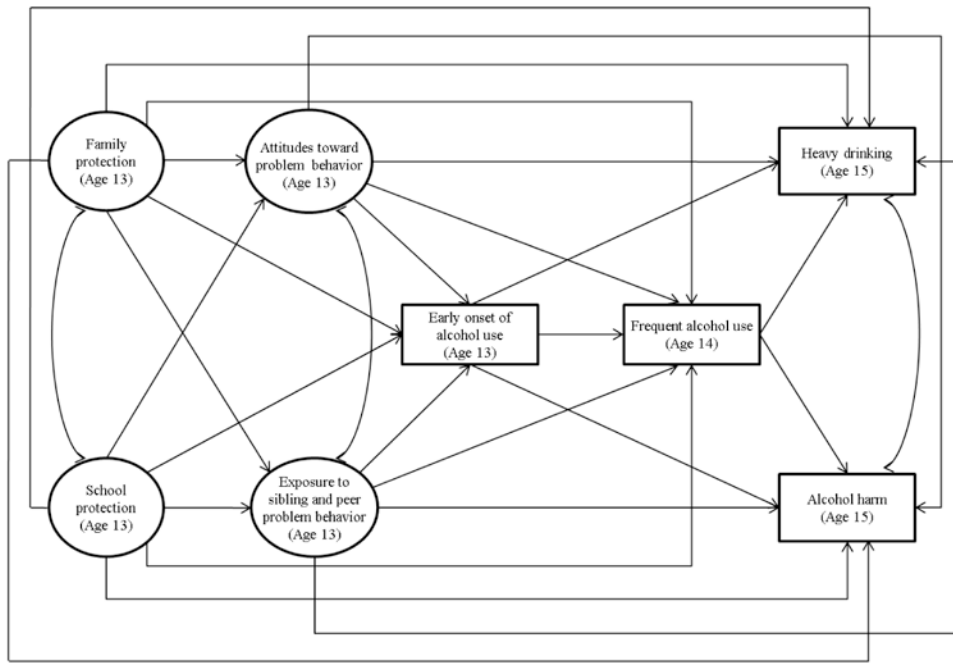 Family
protection
(Age 13)
Attitudes toward
problem behavior
(Age 13)
Heavy drinking
(Age 15)
Early onset of
alcohol use
(Age 13)
Frequent alcohol use
(Age 14)
School
protection
(Age 13)
Exposure to
sibling and peer
problem behavior
(Age 13)
Alcohol harm
(Age 15)